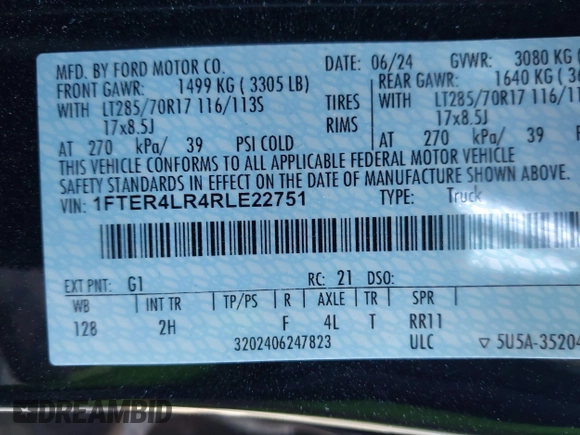 MFD. BY FORD MOTOR CO. DATE: 06/24 GVWR: 3080 KG (
FRONT GAWR: 1499 KG ( 3305 LB) REAR GAWR: 1640 KG (
WITH LT285/70R17 116/113S TIRES WITH LT285/70R17 116/11
17x8.5J RIMS 17x8.5J
AT 270 kPa/ 39 PSI COLD AT 270 kPa/ 39
THIS VEHICLE CONFORMS TO ALL APPLICABLE FEDERAL MOTOR VEHICLE
SAFETY STANDARDS IN EFFECT ON THE DATE OF MANUFACTURE SHOWN ABOVE.
VIN: 1FTER4LR4RLE22751 TYPE: Truck
EXT PNT: G1 RC: 21 DSO:
WB INT TR TP/PS R AXLE TR SPR
128 2H F 4L T RR11
3202406247823 ULC ▽ 5U5A-35204
DREAMBID